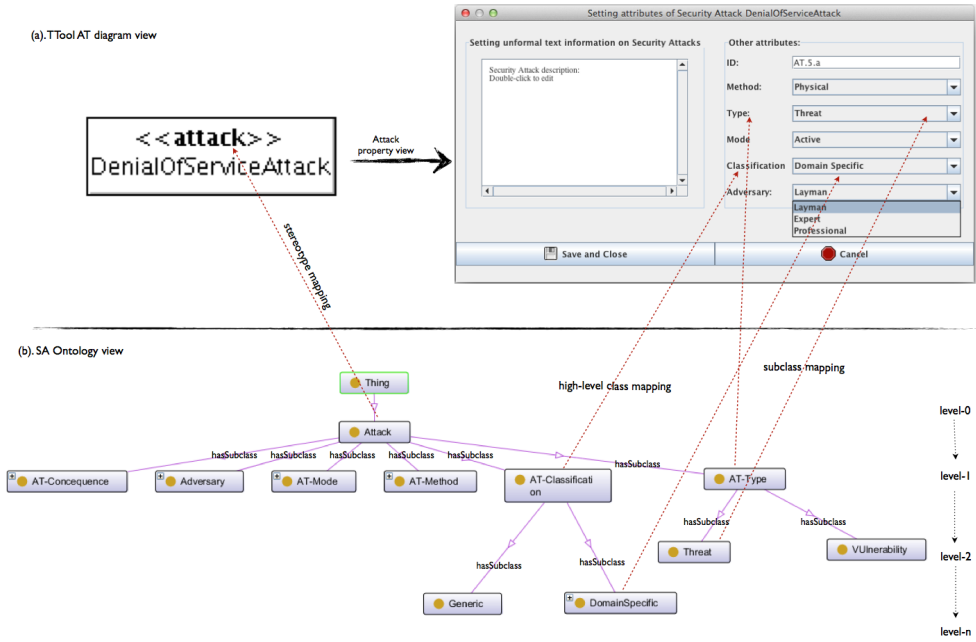 (a).TTool AT diagram view
<<attack>>
DenialOfServiceAttack
Attack
property view
Setting attributes of Security Attack DenialOfServiceAttack
Setting unformal text information on Security Attacks
Security Attack description:
Double-click to edit
Other attributes:
ID:
AT.5.a
Method:
Physical
Type:
Threat
Mode
Active
Classification
Domain Specific
Adversary:
Layman
Layman
Expert
Professional
Save and Close
Cancel
stereotype mapping
(b). SA Ontology view
high-level class mapping
subclass mapping
Thing
Attack
level-0
hasSubclass
hasSubclass
hasSubclass
hasSubclass
hasSubclass
hasSubclass
AT-Concequence
Adversary
AT-Mode
AT-Method
AT-Classificati
on
AT-Type
level-1
hasSubclass
hasSubclass
Threat
VUlnerability
level-2
hasSubclass
hasSubclass
Generic
DomainSpecific
level-n